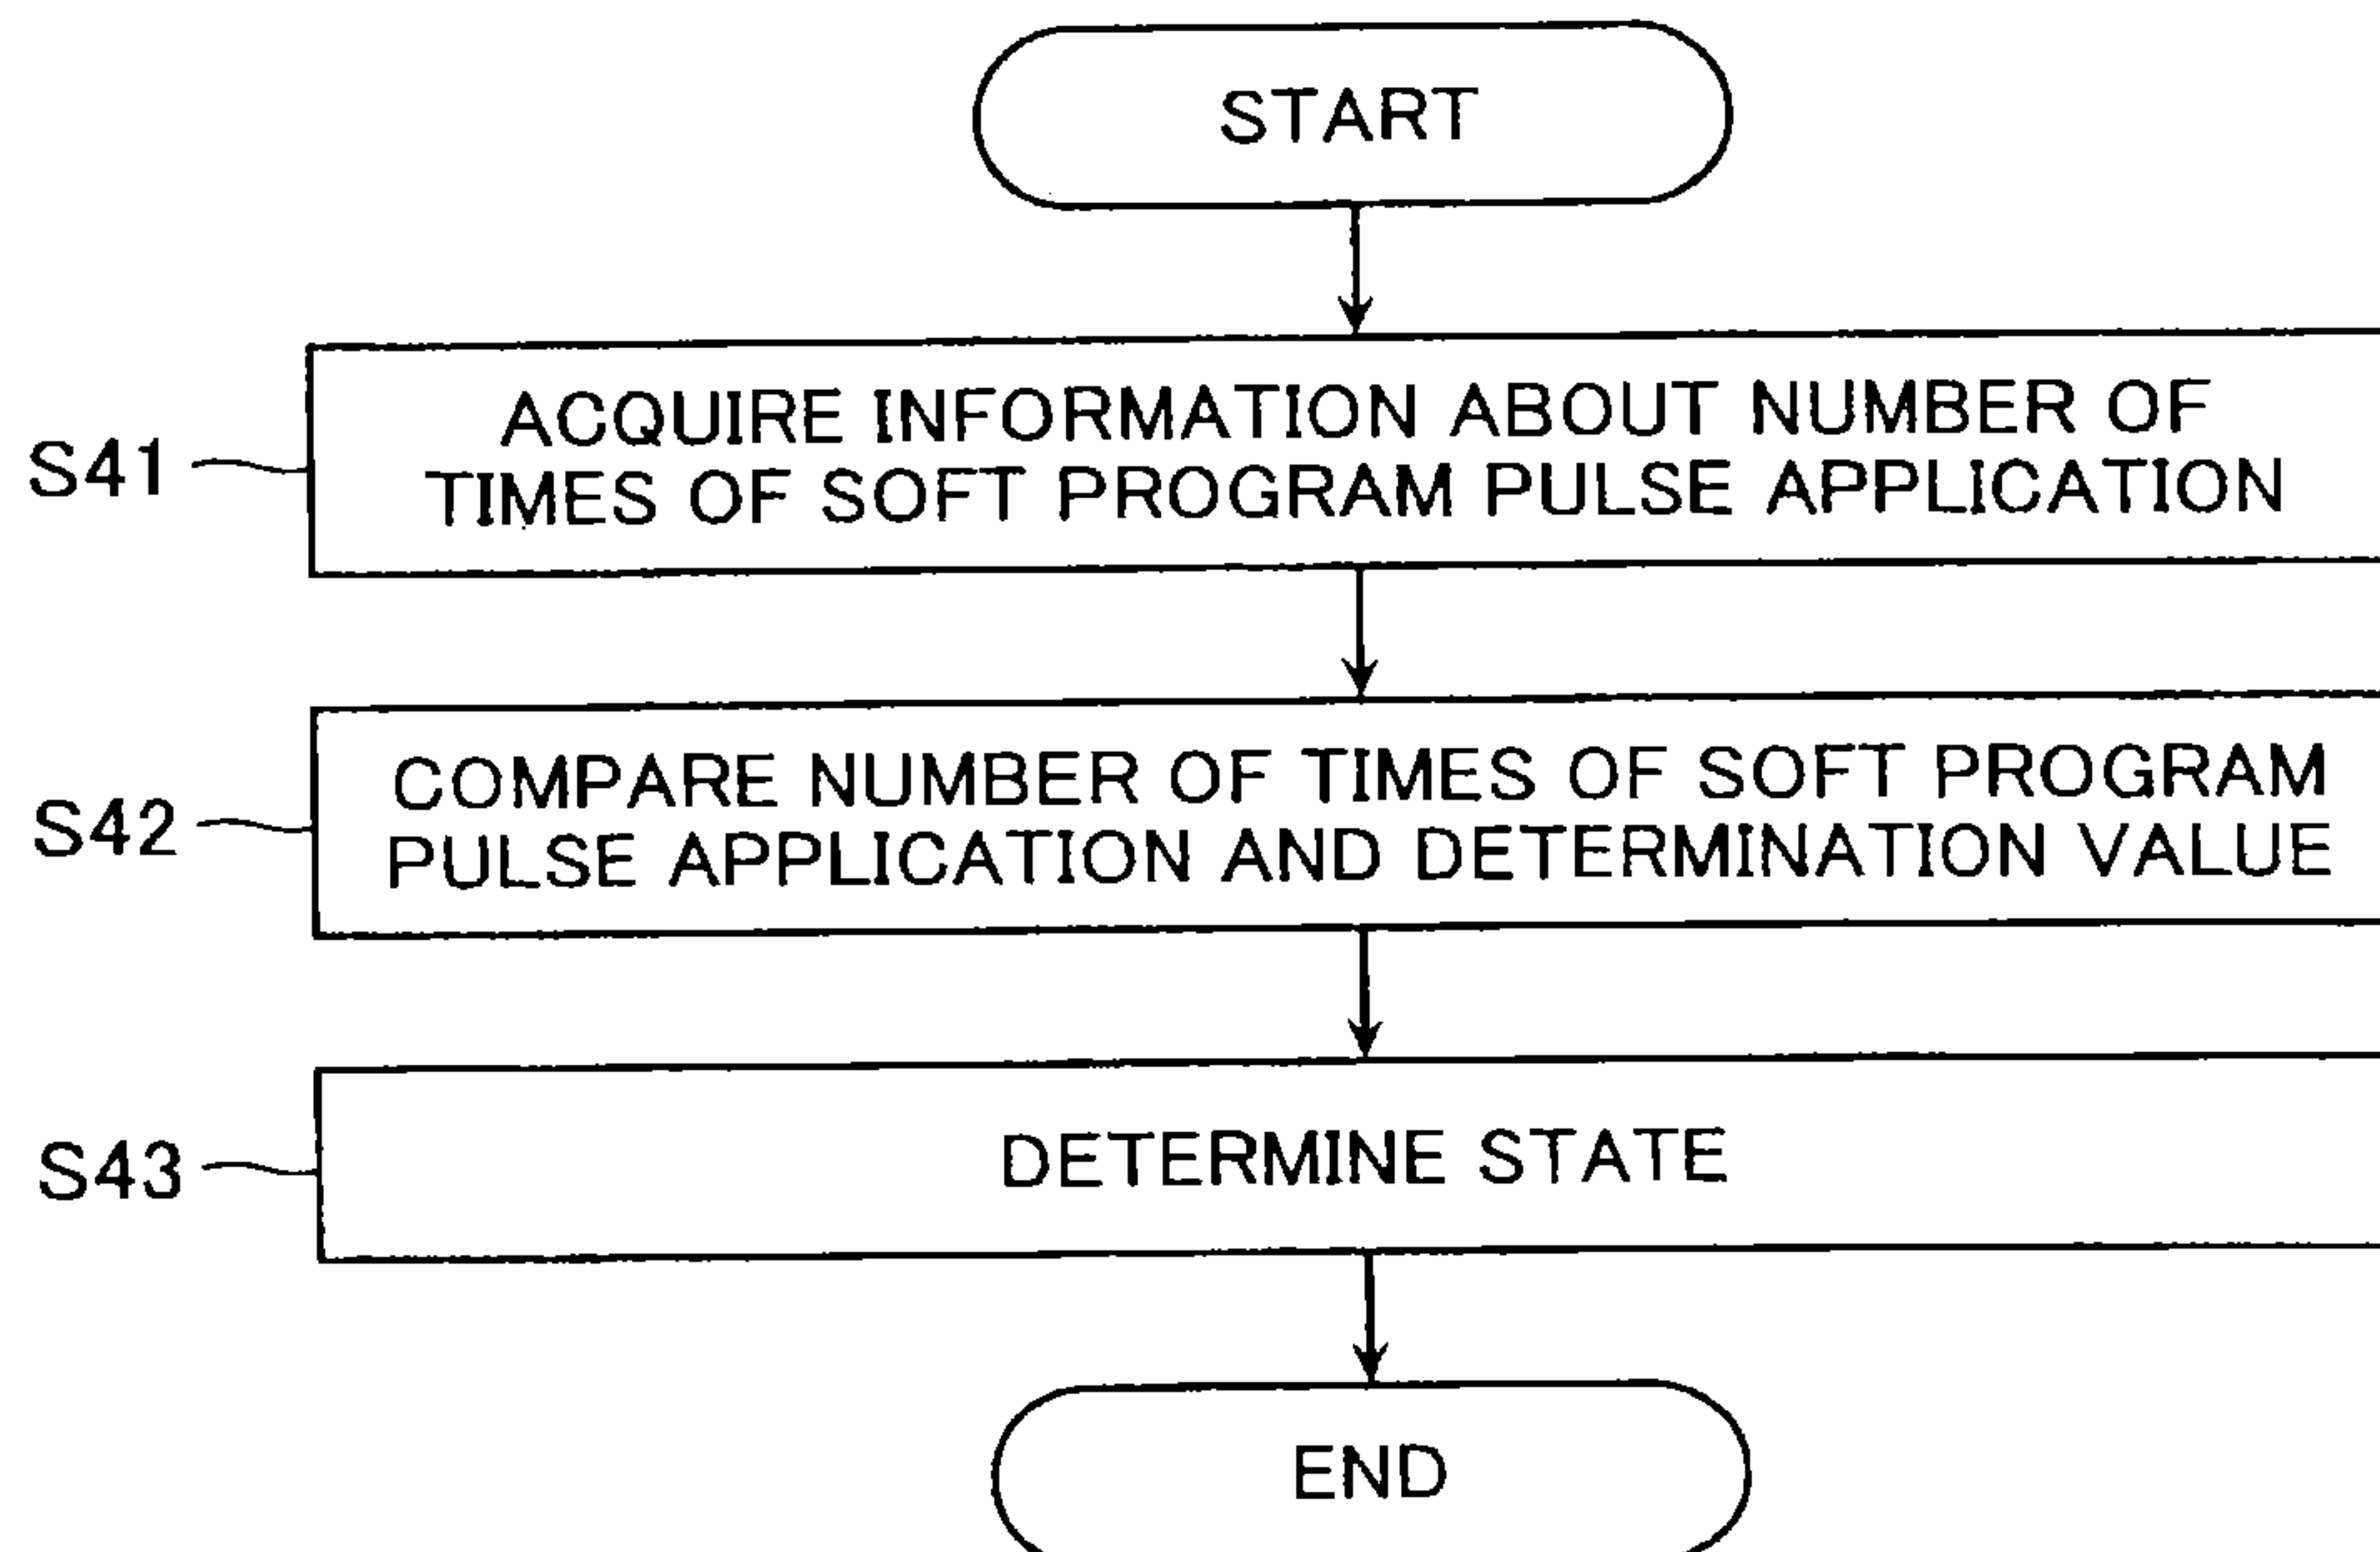 START
S41
ACQUIRE INFORMATION ABOUT NUMBER OF
TIMES OF SOFT PROGRAM PULSE APPLICATION
S42
COMPARE NUMBER OF TIMES OF SOFT PROGRAM
PULSE APPLICATION AND DETERMINATION VALUE
S43
DETERMINE STATE
END